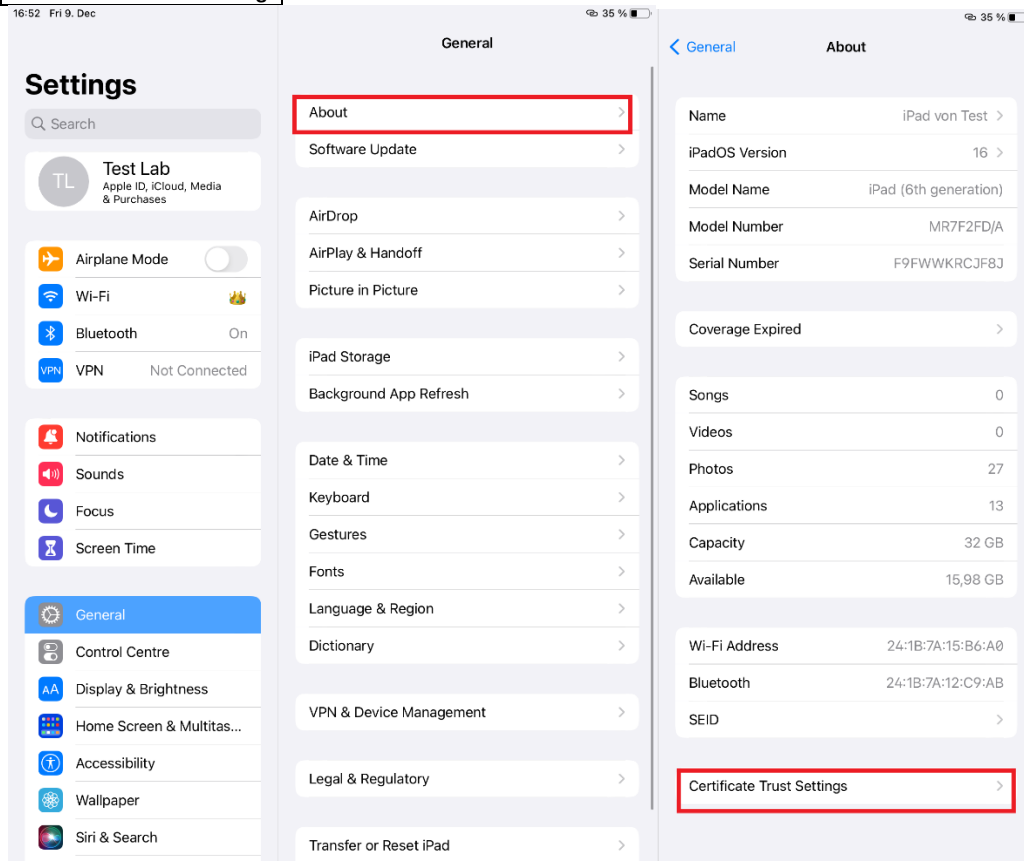 16:52 Fri 9. Dec
35 %
Settings
Search
TL
Test Lab
Apple ID, iCloud, Media
& Purchases
Airplane Mode
Wi-Fi
Bluetooth On
VPN VPN Not Connected
Notifications
Sounds
Focus
Screen Time
General
Control Centre
AA Display & Brightness
Home Screen & Multitas...
Accessibility
Wallpaper
Siri & Search
General
About
Software Update
AirDrop
AirPlay & Handoff
Picture in Picture
iPad Storage
Background App Refresh
Date & Time
Keyboard
Gestures
Fonts
Language & Region
Dictionary
VPN & Device Management
Legal & Regulatory
Transfer or Reset iPad
35 %
General About
Name iPad von Test
iPadOS Version 16
Model Name iPad (6th generation)
Model Number MR7F2FD/A
Serial Number F9FWWKRCJF8J
Coverage Expired
Songs 0
Videos 0
Photos 27
Applications 13
Capacity 32 GB
Available 15,98 GB
Wi-Fi Address 24:1B:7A:15:B6:A0
Bluetooth 24:1B:7A:12:C9:AB
SEID
Certificate Trust Settings